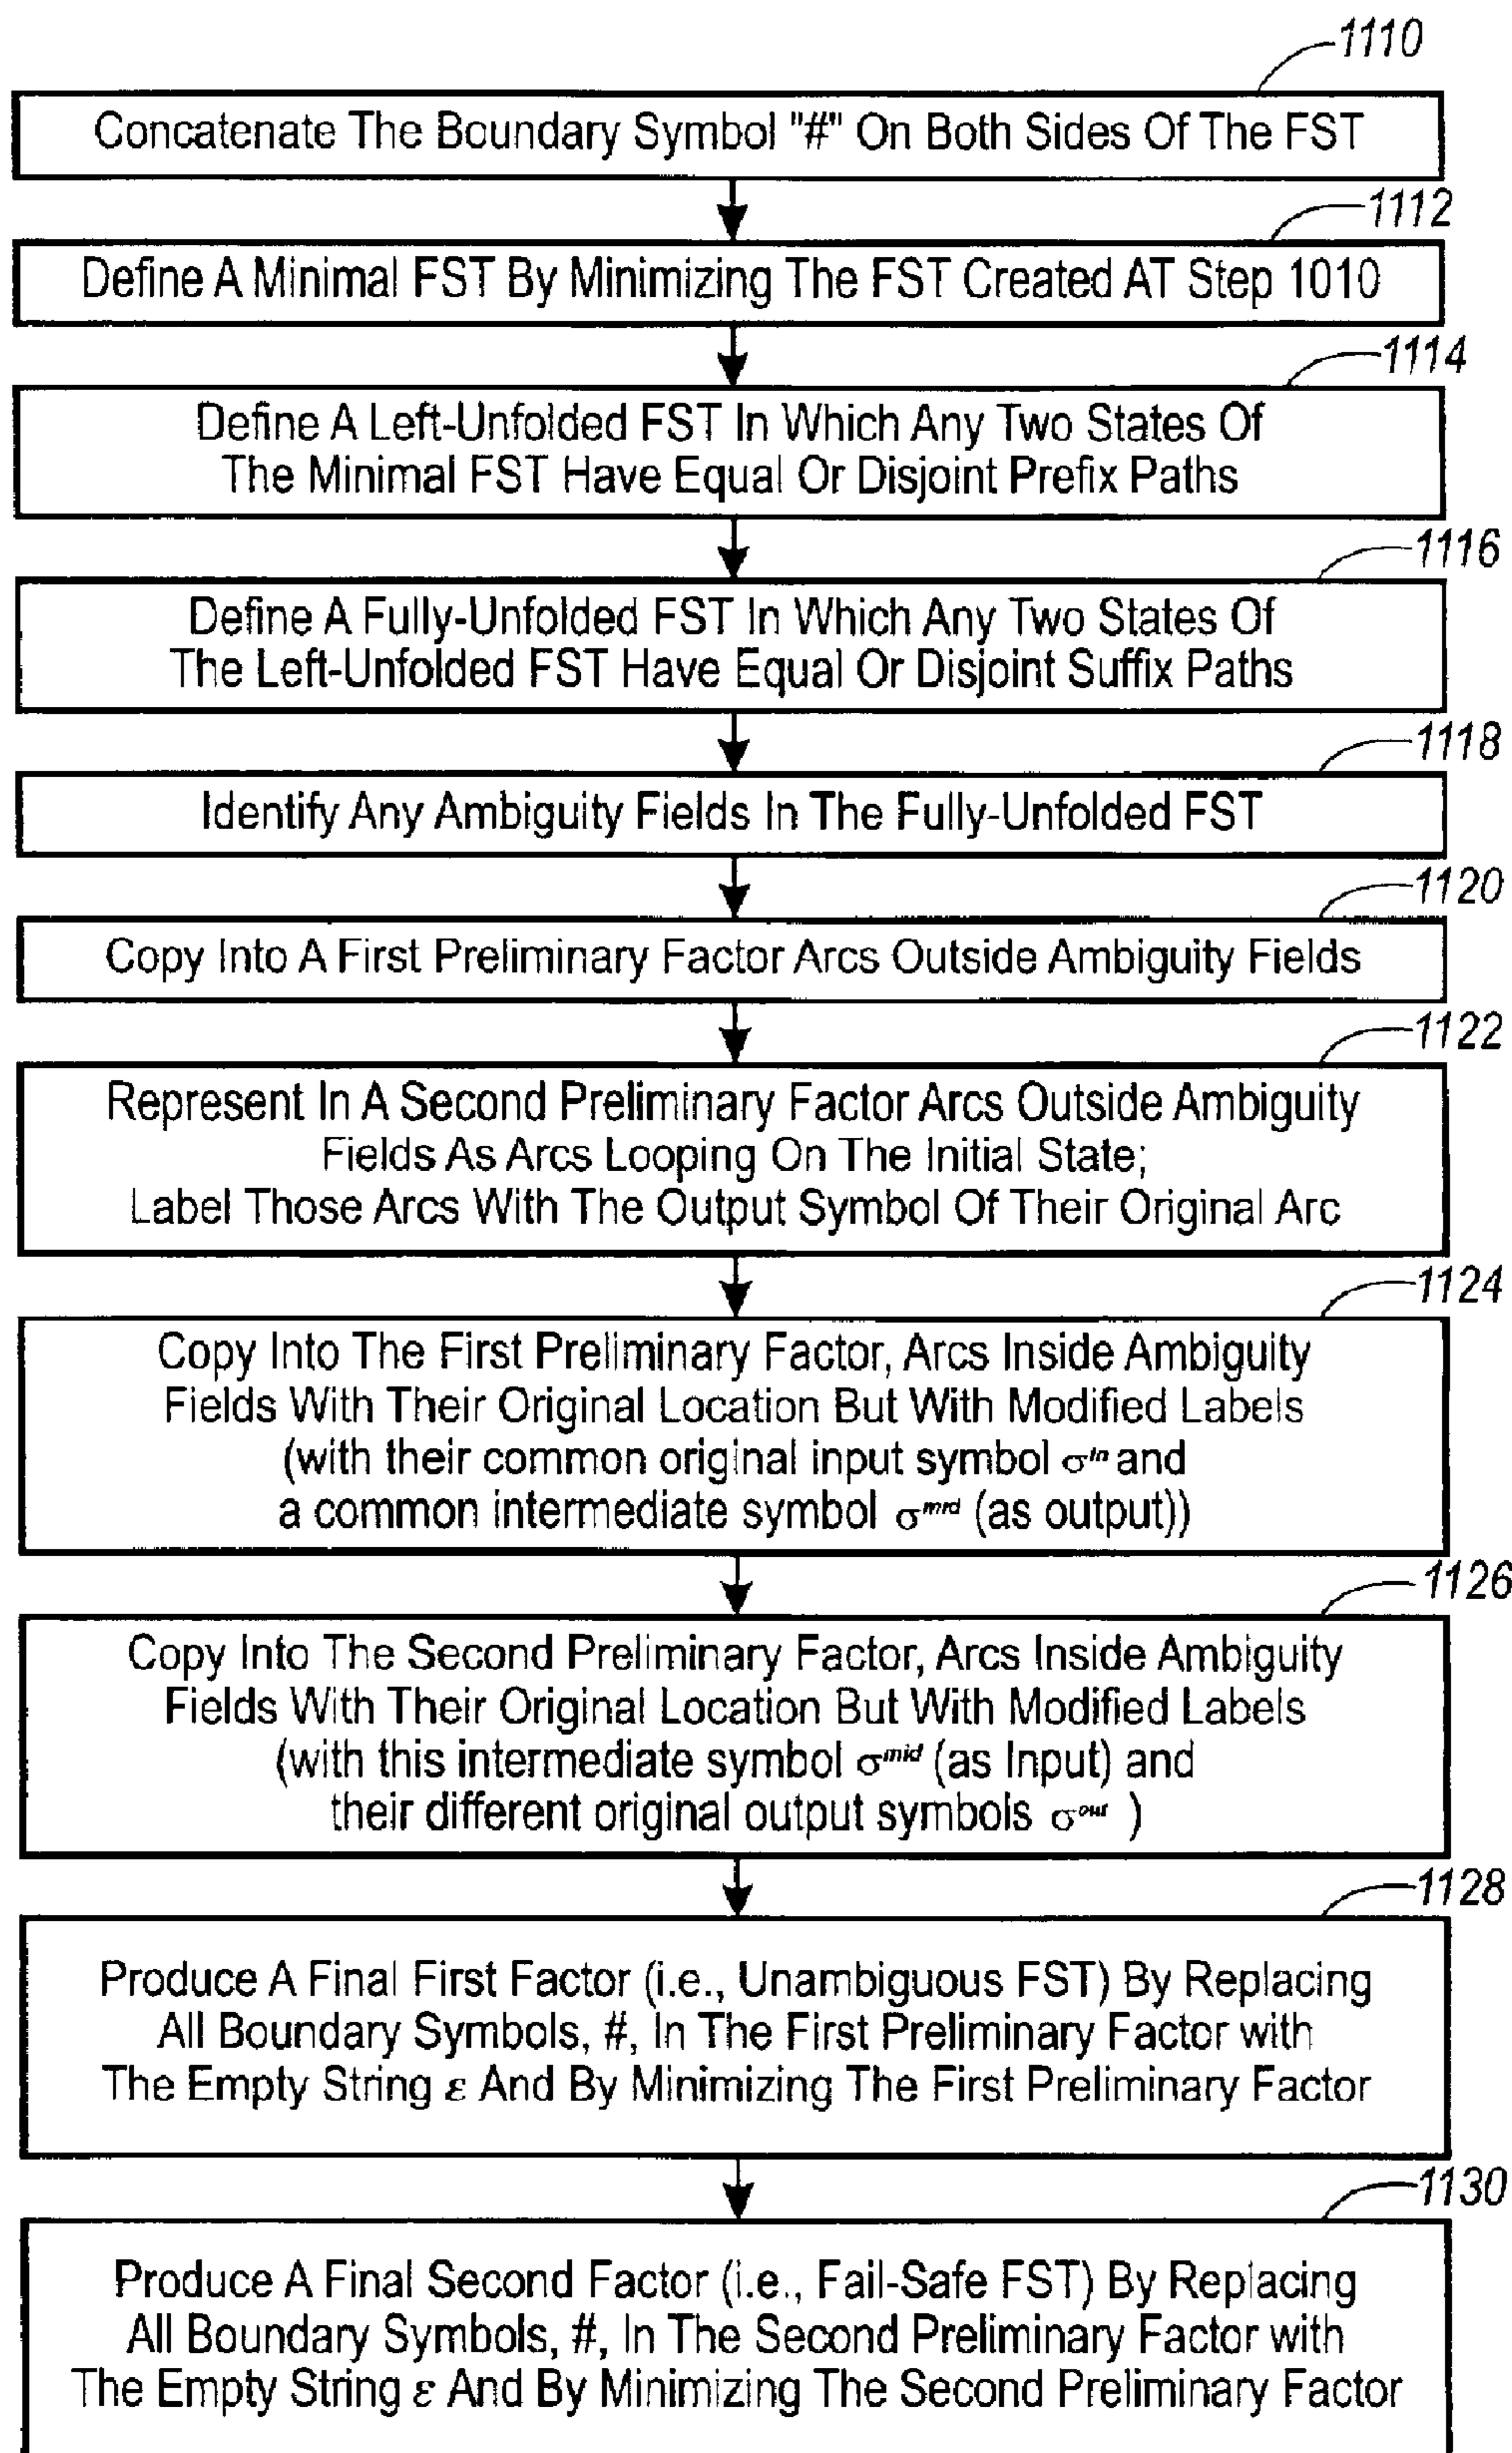 1110
Concatenate The Boundary Symbol "#" On Both Sides Of The FST
1112
Define A Minimal FST By Minimizing The FST Created AT Step 1010
1114
Define A Left-Unfolded FST In Which Any Two States Of
The Minimal FST Have Equal Or Disjoint Prefix Paths
1116
Define A Fully-Unfolded FST In Which Any Two States Of
The Left-Unfolded FST Have Equal Or Disjoint Suffix Paths
1118
Identify Any Ambiguity Fields In The Fully-Unfolded FST
1120
Copy Into A First Preliminary Factor Arcs Outside Ambiguity Fields
1122
Represent In A Second Preliminary Factor Arcs Outside Ambiguity
Fields As Arcs Looping On The Initial State;
Label Those Arcs With The Output Symbol Of Their Original Arc
1124
Copy Into The First Preliminary Factor, Arcs Inside Ambiguity
Fields With Their Original Location But With Modified Labels
(with their common original input symbol σ^in and
a common intermediate symbol σ^mid (as output))
1126
Copy Into The Second Preliminary Factor, Arcs Inside Ambiguity
Fields With Their Original Location But With Modified Labels
(with this intermediate symbol σ^mid (as Input) and
their different original output symbols σ^out )
1128
Produce A Final First Factor (i.e., Unambiguous FST) By Replacing
All Boundary Symbols, #, In The First Preliminary Factor with
The Empty String ε And By Minimizing The First Preliminary Factor
1130
Produce A Final Second Factor (i.e., Fail-Safe FST) By Replacing
All Boundary Symbols, #, In The Second Preliminary Factor with
The Empty String ε And By Minimizing The Second Preliminary Factor